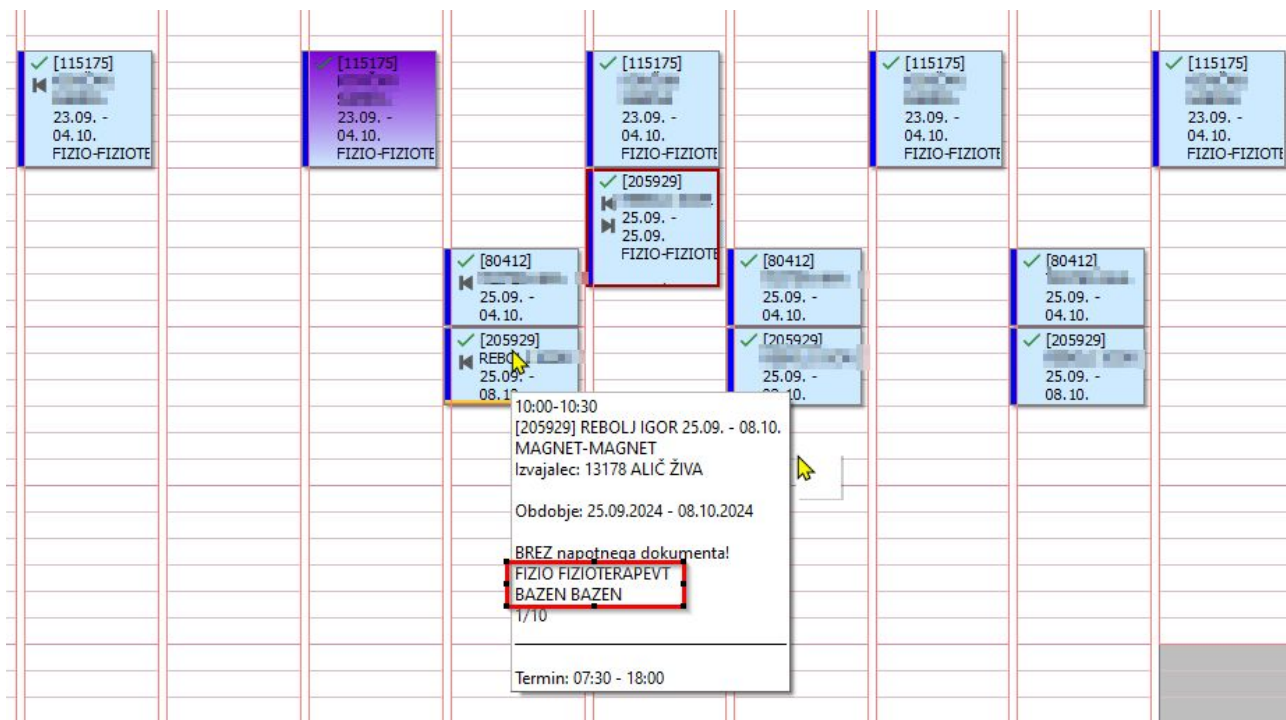 [115175]
23.09. -
04.10.
FIZIO-FIZIOTE
[115175]
23.09. -
04.10.
FIZIO-FIZIOTE
[115175]
23.09. -
04.10.
FIZIO-FIZIOTE
[115175]
23.09. -
04.10.
FIZIO-FIZIOTE
[115175]
23.09. -
04.10.
FIZIO-FIZIOTE
[205929]
25.09. -
25.09.
FIZIO-FIZIOTE
[80412]
25.09. -
04.10.
[80412]
25.09. -
04.10.
[80412]
25.09. -
04.10.
[205929]
25.09. -
[205929]
25.09. -
[205929]
25.09. -
08.10.
10:00-10:30
[205929] REBOLJ IGOR 25.09. - 08.10.
MAGNET-MAGNET
Izvajalec: 13178 ALIČ ŽIVA
Obdobje: 25.09.2024 - 08.10.2024
BREZ napotnega dokumenta!
FIZIO FIZIOTERAPEVT
BAZEN BAZEN
1/10
Termin: 07:30 - 18:00